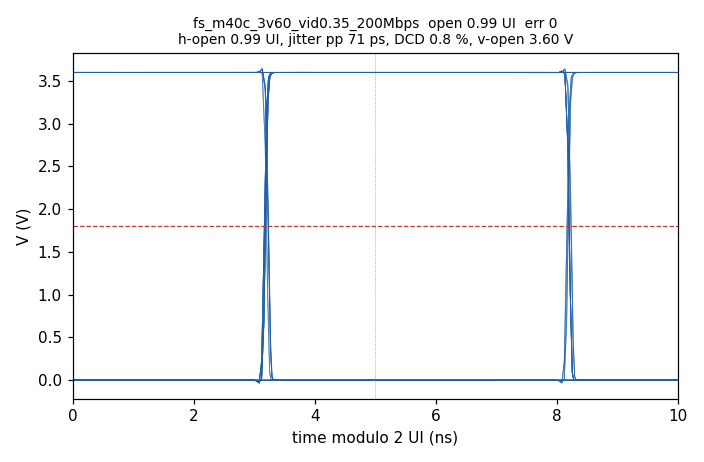 fs_m40c_3v60_vid0.35_200Mbps  open 0.99 UI  err 0
h-open 0.99 UI, jitter pp 71 ps, DCD 0.8 %, v-open 3.60 V
V (V)
3.5
3.0
2.5
2.0
1.5
1.0
0.5
0.0
0 2 4 6 8 10
time modulo 2 UI (ns)